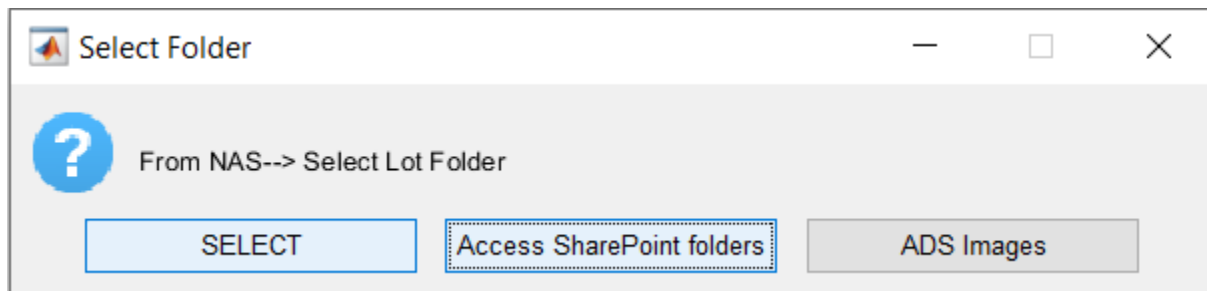 Select Folder
?
From NAS--> Select Lot Folder
SELECT
Access SharePoint folders
ADS Images